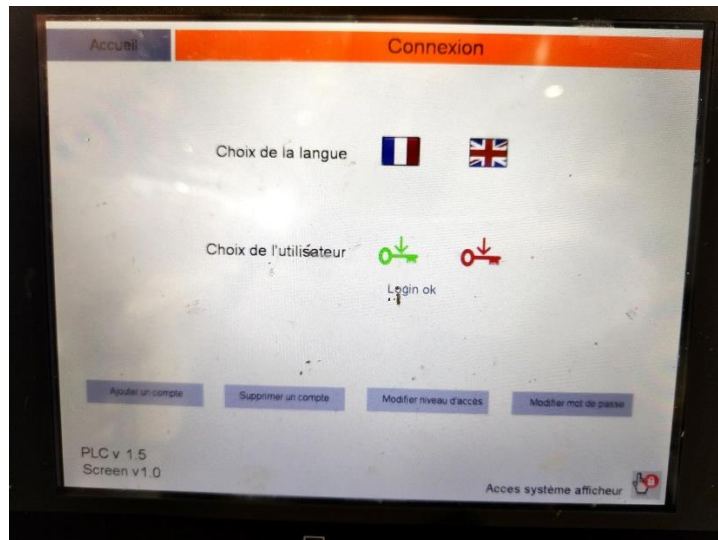 Accueil
Connexion
Choix de la langue
Choix de l'utilisateur
Login ok
Ajouter un compte
Supprimer un compte
Modifier niveau d'accès
Modifier mot de passe
PLC v 1.5
Screen v1.0
Acces système afficheur